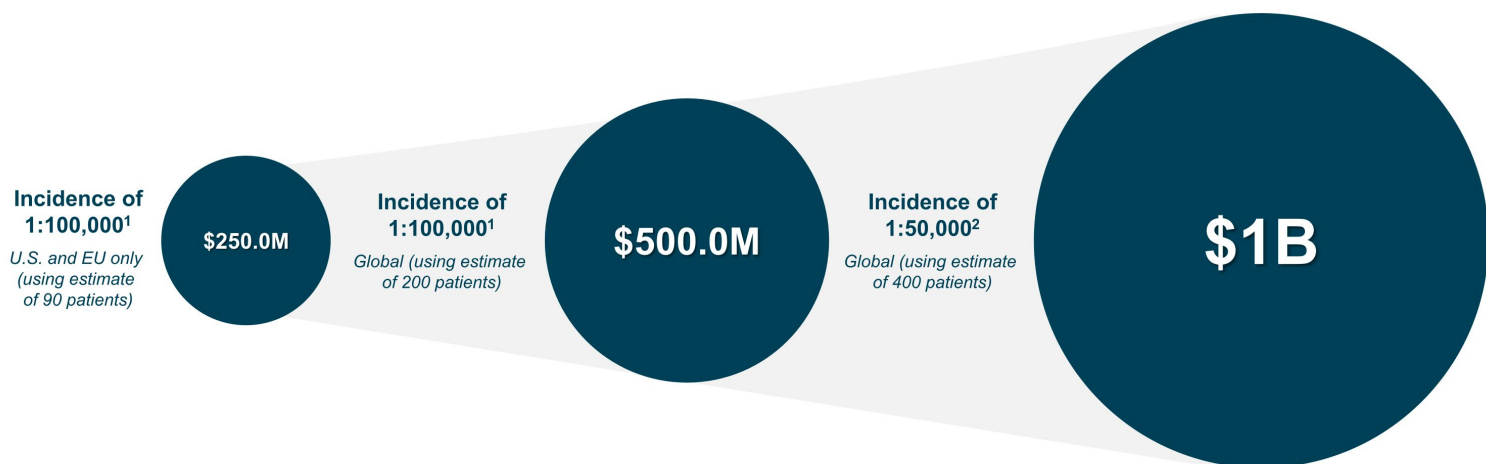 Incidence of
1:100,000¹
U.S. and EU only
(using estimate
of 90 patients)
$250.0M
Incidence of
1:100,000¹
Global (using estimate
of 200 patients)
$500.0M
Incidence of
1:50,000²
Global (using estimate
of 400 patients)
$1B